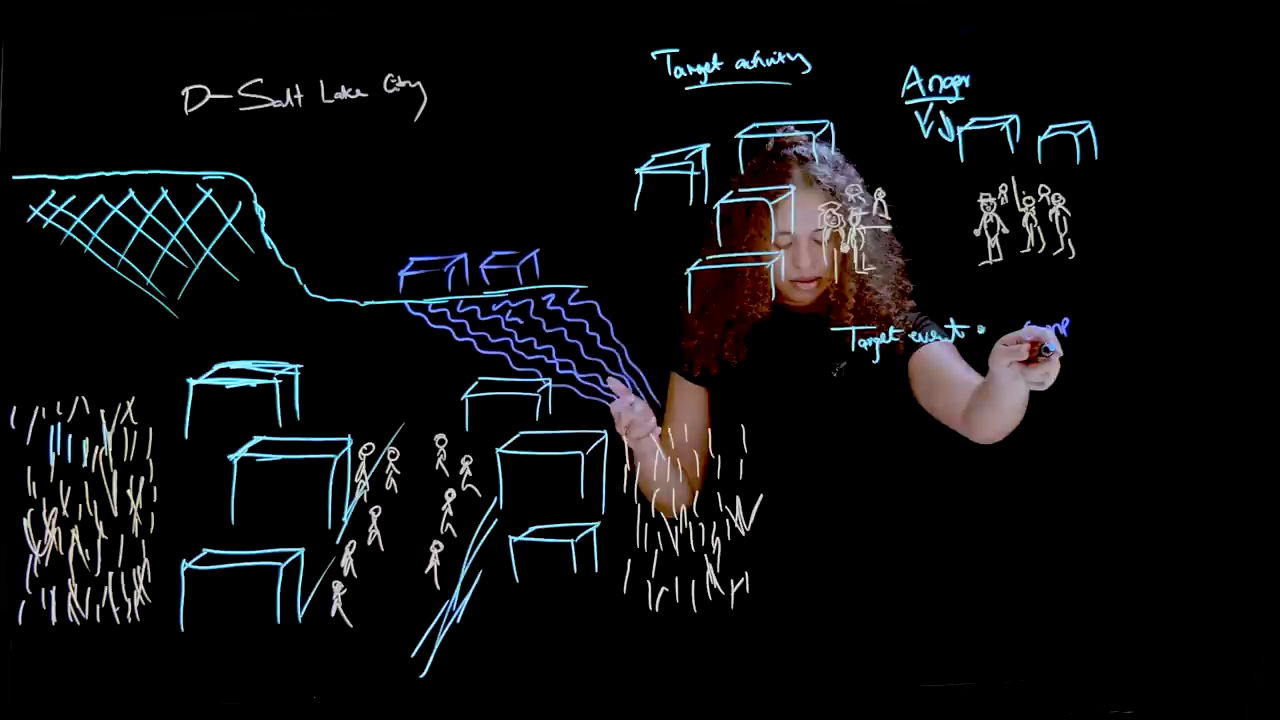 D-Salt Lake City
Target activity
Anger
Target event •